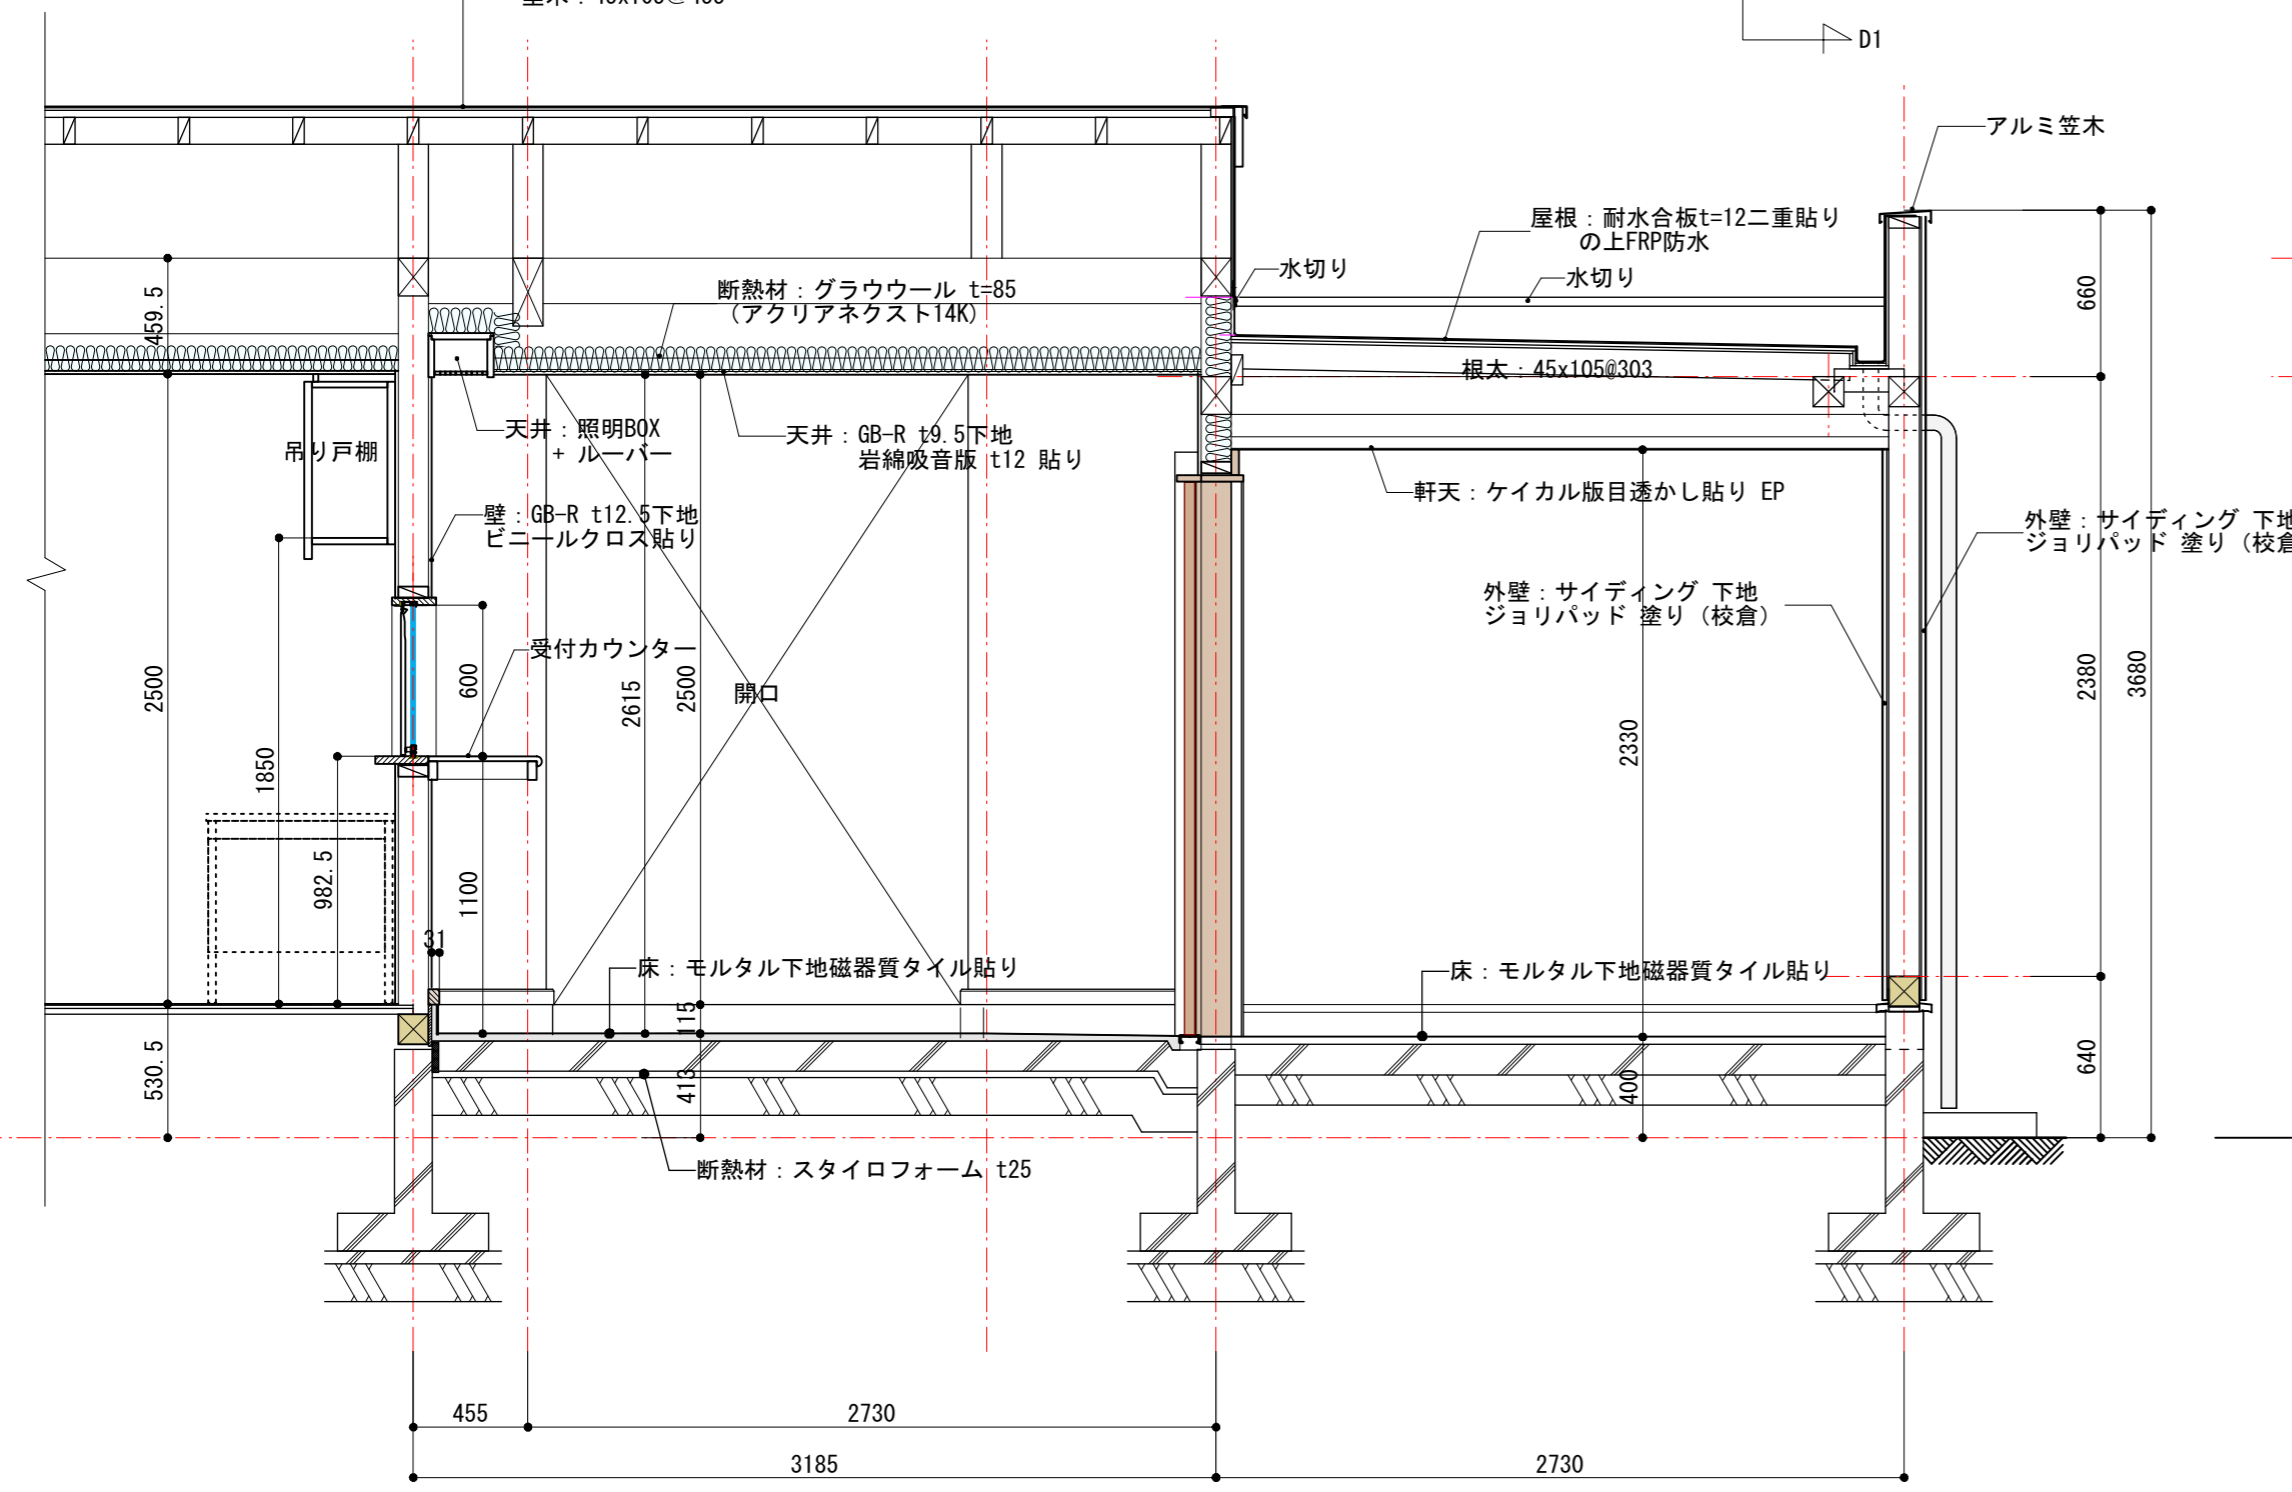 D1
アルミ笠木
屋根：耐水合板t=12二重貼り
の上FRP防水
水切り
水切り
断熱材：グラウウール t=85
（アクリアネクスト14K）
根太：45x105@303
660
459.5
天井：照明BOX
+ ルーバー
天井：GB-R t9.5下地
岩綿吸音版 t12 貼り
吊り戸棚
軒天：ケイカル版目透かし貼り EP
壁：GB-R t12.5下地
ビニールクロス貼り
外壁：サイディング 下地
ジョリパッド 塗り（校倉
外壁：サイディング 下地
ジョリパッド 塗り（校倉）
受付カウンター
開口
2500
1850
982.5
600
1100
2615
2500
2330
2380
3680
31
床：モルタル下地磁器質タイル貼り
床：モルタル下地磁器質タイル貼り
115
530.5
413
400
640
断熱材：スタイロフォーム t25
455
2730
3185
2730